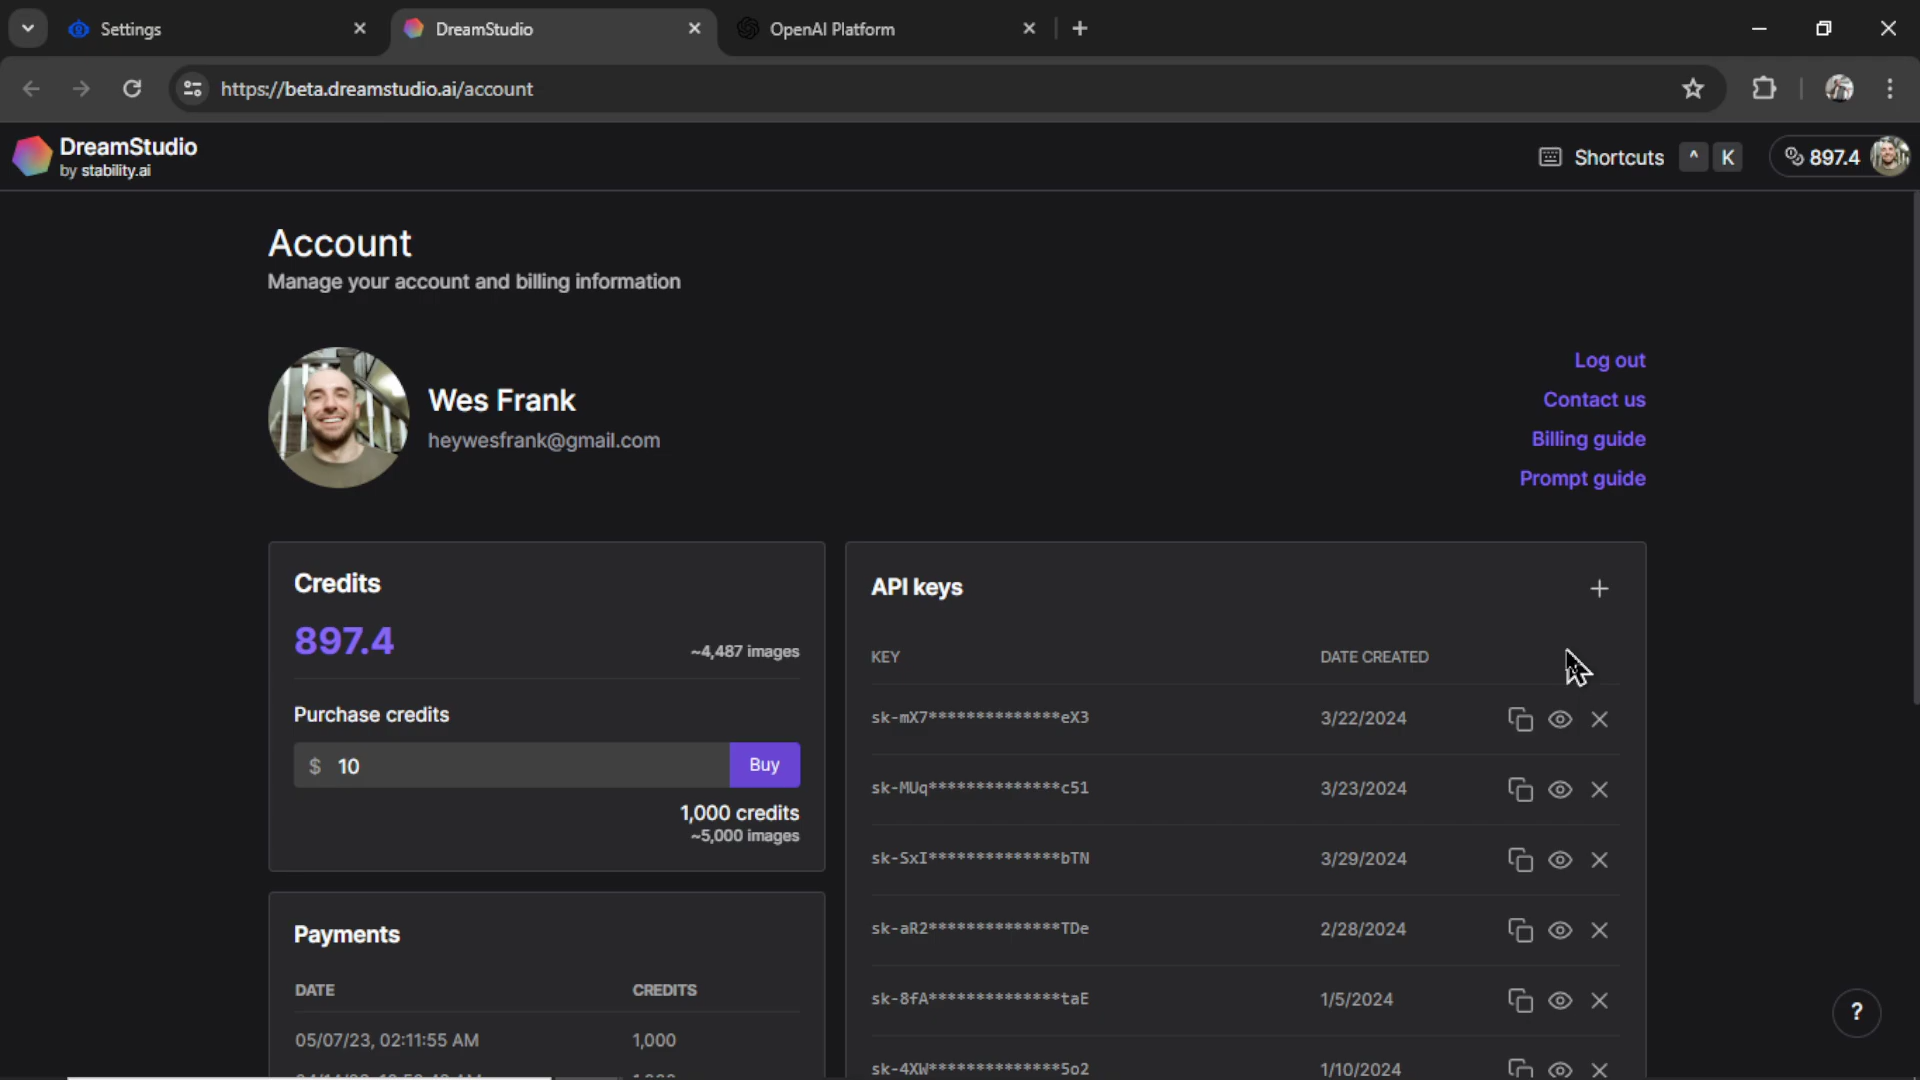 Settings
DreamStudio
OpenAI Platform
https://beta.dreamstudio.ai/account
DreamStudio
by stability.ai
Shortcuts ^ K
897.4
Account
Manage your account and billing information
Wes Frank
heywesfrank@gmail.com
Log out
Contact us
Billing guide
Prompt guide
Credits
897.4
~4,487 images
Purchase credits
$ 10
Buy
1,000 credits
~5,000 images
Payments
DATE CREDITS
05/07/23, 02:11:55 AM 1,000
API keys
KEY DATE CREATED
sk-mX7**************eX3 3/22/2024
sk-MUq**************c51 3/23/2024
sk-SxI**************bTN 3/29/2024
sk-aR2**************TDe 2/28/2024
sk-8fA**************taE 1/5/2024
sk-4XW**************5o2 1/10/2024
?